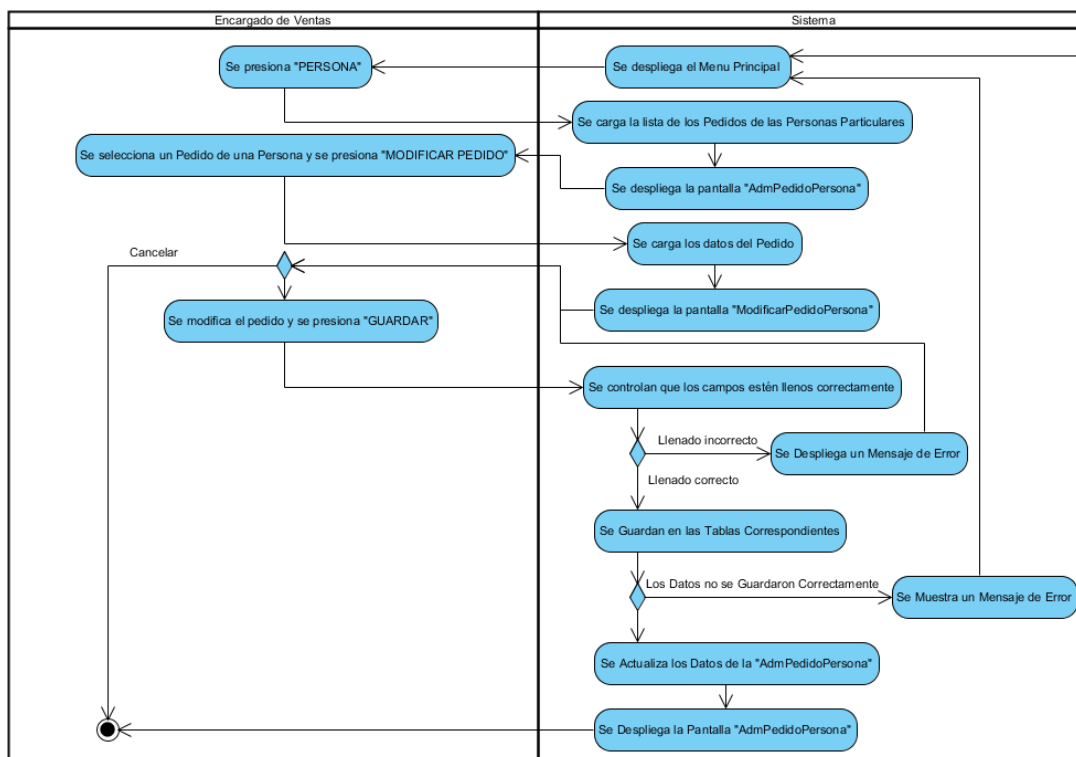 Encargado de Ventas
Sistema
Se presiona "PERSONA"
Se despliega el Menu Principal
Se carga la lista de los Pedidos de las Personas Particulares
Se selecciona un Pedido de una Persona y se presiona "MODIFICAR PEDIDO"
Se despliega la pantalla "AdmPedidoPersona"
Se carga los datos del Pedido
Cancelar
Se despliega la pantalla "ModificarPedidoPersona"
Se modifica el pedido y se presiona "GUARDAR"
Se controlan que los campos estén llenos correctamente
Llenado incorrecto
Se Despliega un Mensaje de Error
Llenado correcto
Se Guardan en las Tablas Correspondientes
Los Datos no se Guardaron Correctamente
Se Muestra un Mensaje de Error
Se Actualiza los Datos de la "AdmPedidoPersona"
Se Despliega la Pantalla "AdmPedidoPersona"